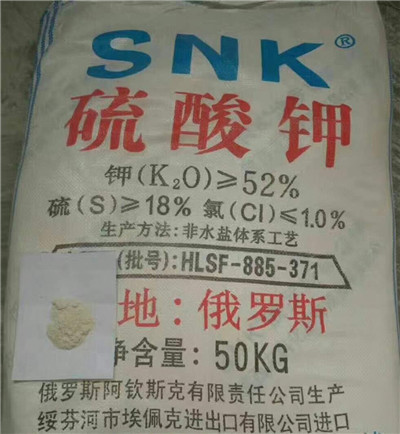 SNK®
硫酸钾
钾(K₂O)≥52%
硫(S)≥18% 氯(Cl)≤1.0%
生产方法:非水盐体系工艺
(批号):HLSF-885-371
地:俄罗斯
净含量:50KG
俄罗斯阿钦斯克有限责任公司生产
绥芬河市埃佩克进出口有限公司进口